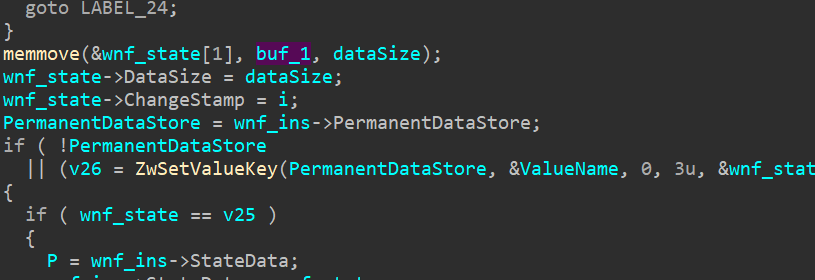 goto LABEL_24;
}
memmove(&wnf_state[1], buf_1, dataSize);
wnf_state->DataSize = dataSize;
wnf_state->ChangeStamp = i;
PermanentDataStore = wnf_ins->PermanentDataStore;
if ( !PermanentDataStore
|| (v26 = ZwSetValueKey(PermanentDataStore, &ValueName, 0, 3u, &wnf_stat
{
if ( wnf_state == v25 )
{
P = wnf_ins->StateData;